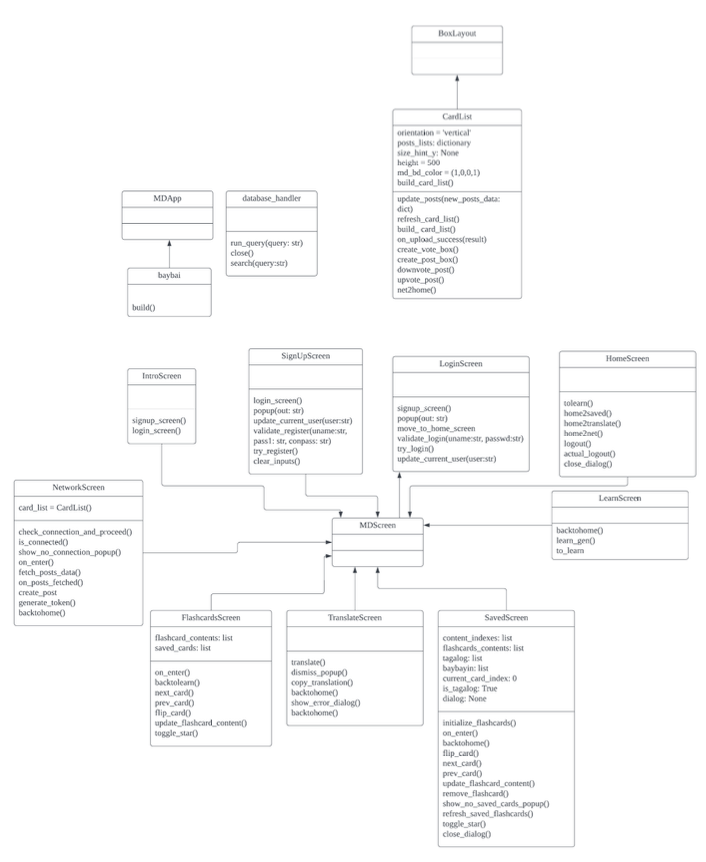 BoxLayout
CardList
orientation = 'vertical'
posts_lists: dictionary
size_hint_y: None
height = 500
md_bd_color = (1,0,0,1)
build_card_list()
update_posts(new_posts_data:
dict)
refresh_card_list()
build_ card_list()
on_upload_success(result)
create_vote_box()
create_post_box()
downvote_post()
upvote_post()
net2home()
MDApp
database_handler
run_query(query: str)
close()
search(query:str)
baybai
build()
IntroScreen
signup_screen()
login_screen()
SignUpScreen
login_screen()
popup(out: str)
update_current_user(user:str)
validate_register(uname:str,
pass1: str, conpass: str)
try_register()
clear_inputs()
LoginScreen
signup_screen()
popup(out: str)
move_to_home_screen
validate_login(uname:str, passwd:str)
try_login()
update_current_user(user:str)
HomeScreen
tolearn()
home2saved()
home2translate()
home2net()
logout()
actual_logout()
close_dialog()
NetworkScreen
card_list = CardList()
check_connection_and_proceed()
is_connected()
show_no_connection_popup()
on_enter()
fetch_posts_data()
on_posts_fetched()
create_post
generate_token()
backtohome()
MDScreen
LearnScreen
backtohome()
learn_gen()
to_learn
FlashcardsScreen
flashcard_contents: list
saved_cards: list
on_enter()
backtolearn()
next_card()
prev_card()
flip_card()
update_flashcard_content()
toggle_star()
TranslateScreen
translate()
dismiss_popup()
copy_translation()
backtohome()
show_error_dialog()
backtohome()
SavedScreen
content_indexes: list
flashcards_contents: list
tagalog: list
baybayin: list
current_card_index: 0
is_tagalog: True
dialog: None
initialize_flashcards()
on_enter()
backtohome()
flip_card()
next_card()
prev_card()
update_flashcard_content()
remove_flashcard()
show_no_saved_cards_popup()
refresh_saved_flashcards()
toggle_star()
close_dialog()